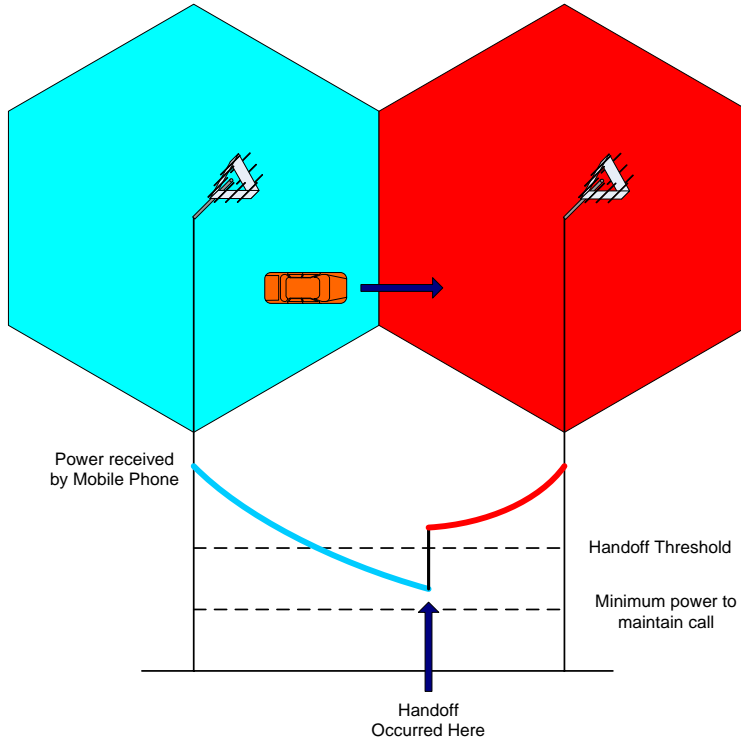 Power received
by Mobile Phone
Handoff Threshold
Minimum power to
maintain call
Handoff
Occurred Here